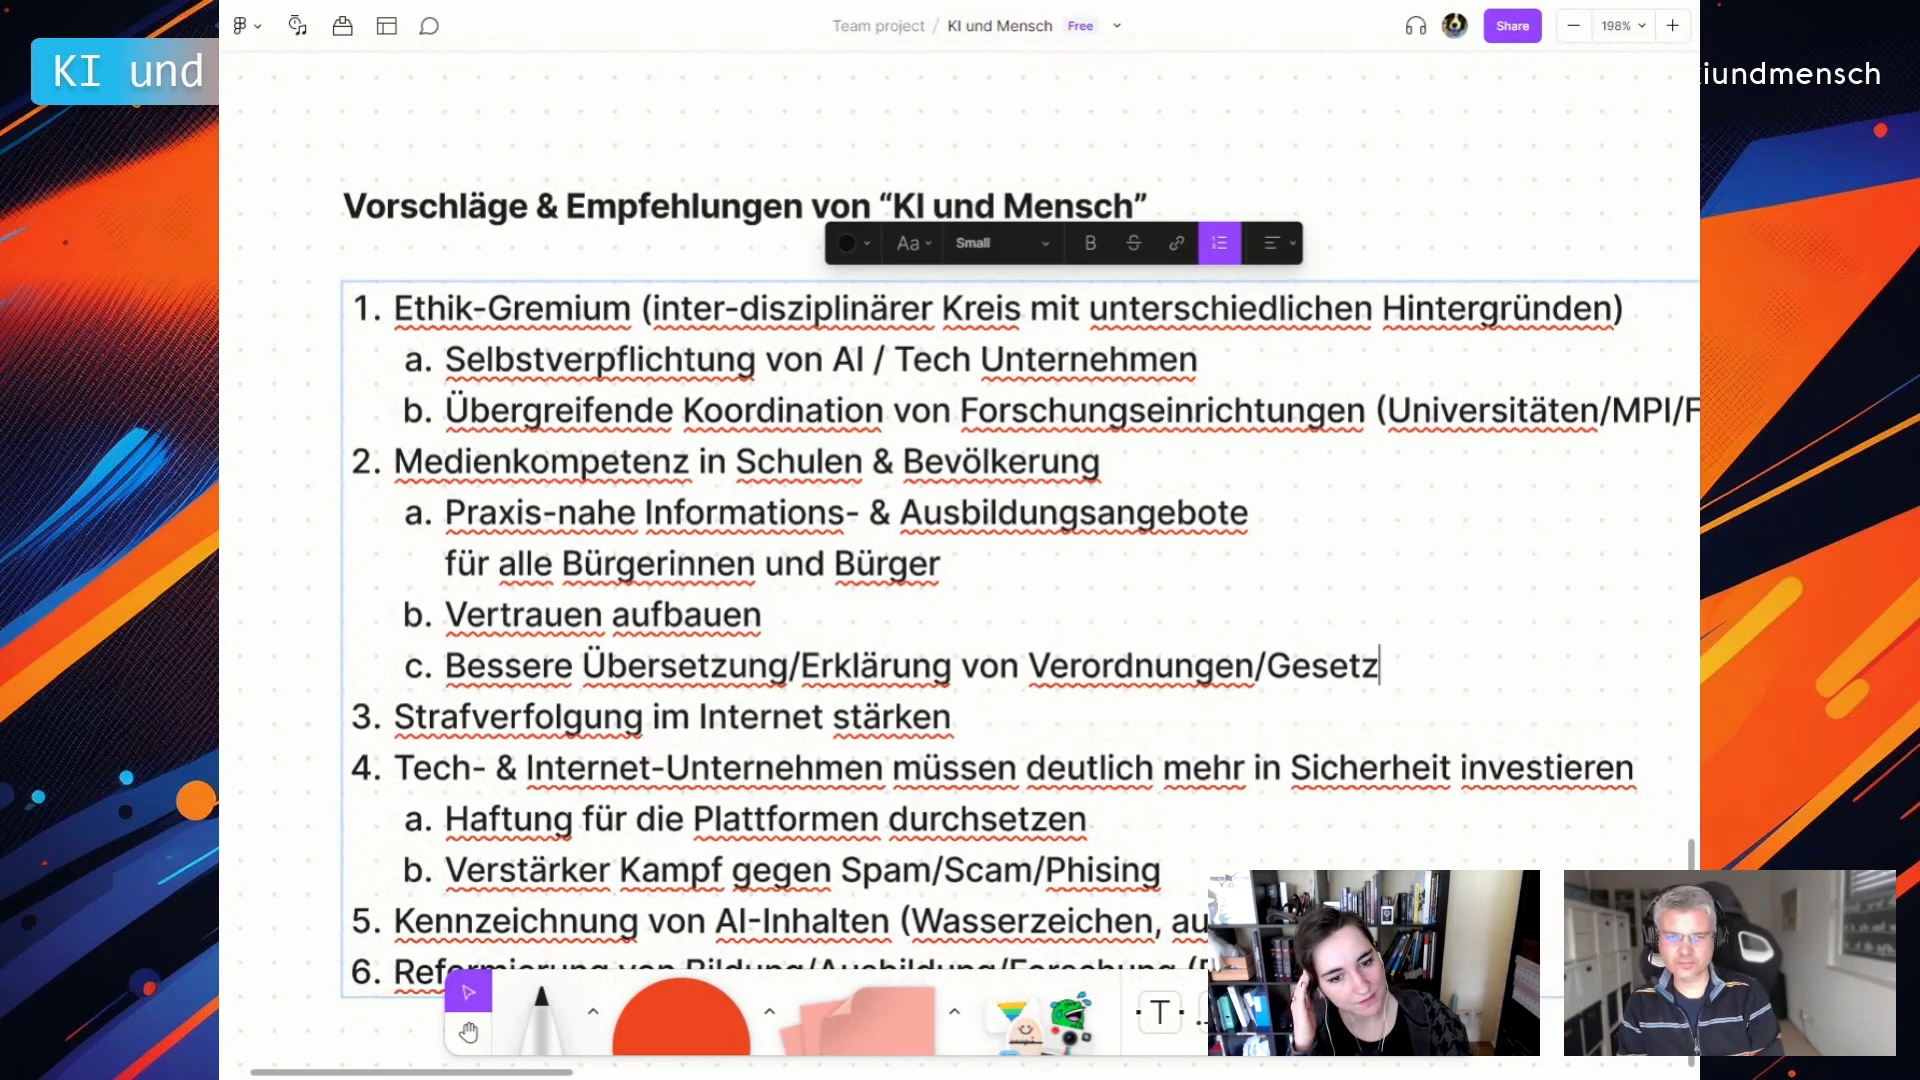 KI und
Team project / KI und Mensch Free
Share
198%
iundmensch
Vorschläge & Empfehlungen von “KI und Mensch”
Aa Small B S
1. Ethik-Gremium (inter-disziplinärer Kreis mit unterschiedlichen Hintergründen)
a. Selbstverpflichtung von AI / Tech Unternehmen
b. Übergreifende Koordination von Forschungseinrichtungen (Universitäten/MPI/F
2. Medienkompetenz in Schulen & Bevölkerung
a. Praxis-nahe Informations- & Ausbildungsangebote
für alle Bürgerinnen und Bürger
b. Vertrauen aufbauen
c. Bessere Übersetzung/Erklärung von Verordnungen/Gesetz
3. Strafverfolgung im Internet stärken
4. Tech- & Internet-Unternehmen müssen deutlich mehr in Sicherheit investieren
a. Haftung für die Plattformen durchsetzen
b. Verstärker Kampf gegen Spam/Scam/Phising
5. Kennzeichnung von AI-Inhalten (Wasserzeichen, au
6. Reformierung von Bildung/Ausbildung/Forschung (
T